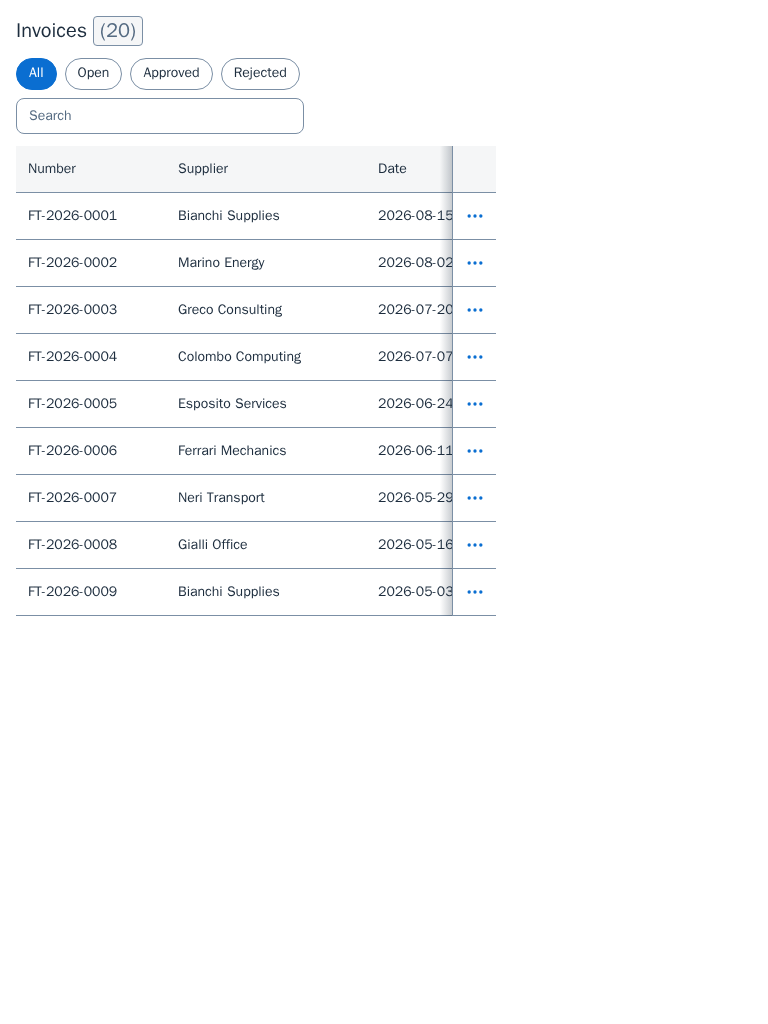 Invoices (20)
All Open Approved Rejected
Search
Number Supplier Date
FT-2026-0001 Bianchi Supplies 2026-08-15
FT-2026-0002 Marino Energy 2026-08-02
FT-2026-0003 Greco Consulting 2026-07-20
FT-2026-0004 Colombo Computing 2026-07-07
FT-2026-0005 Esposito Services 2026-06-24
FT-2026-0006 Ferrari Mechanics 2026-06-11
FT-2026-0007 Neri Transport 2026-05-29
FT-2026-0008 Gialli Office 2026-05-16
FT-2026-0009 Bianchi Supplies 2026-05-03